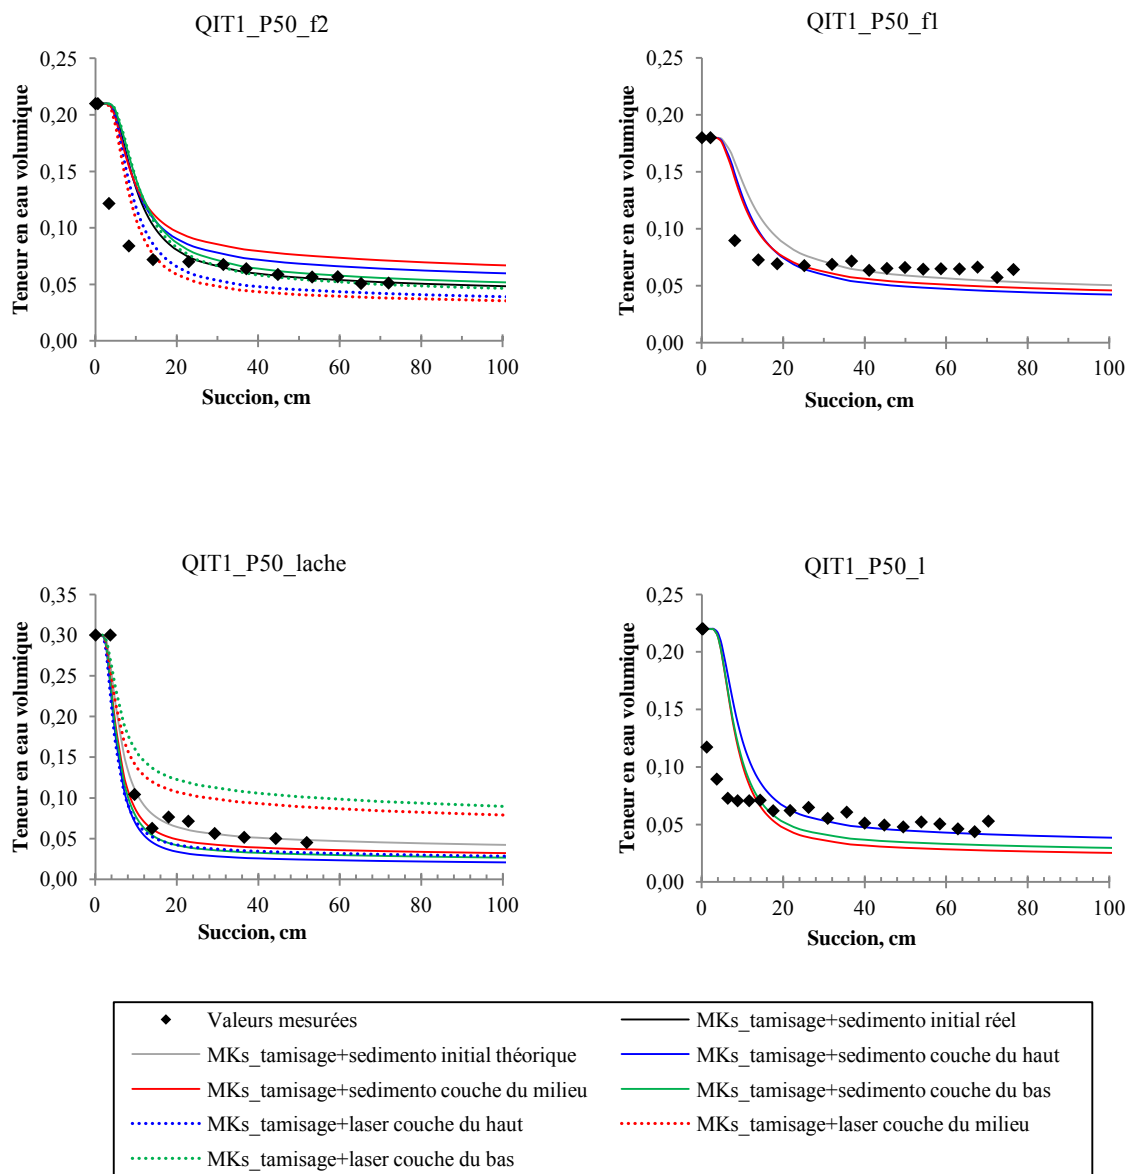 QIT1_P50_f2
Teneur en eau volumique
0,25
0,20
0,15
0,10
0,05
0,00
0 20 40 60 80 100
Succion, cm
QIT1_P50_f1
Teneur en eau volumique
0,25
0,20
0,15
0,10
0,05
0,00
0 20 40 60 80 100
Succion, cm
QIT1_P50_lache
Teneur en eau volumique
0,35
0,30
0,25
0,20
0,15
0,10
0,05
0,00
0 20 40 60 80 100
Succion, cm
QIT1_P50_l
Teneur en eau volumique
0,25
0,20
0,15
0,10
0,05
0,00
0 20 40 60 80 100
Succion, cm
Valeurs mesurées
MKs_tamisage+sedimento initial réel
MKs_tamisage+sedimento initial théorique
MKs_tamisage+sedimento couche du haut
MKs_tamisage+sedimento couche du milieu
MKs_tamisage+sedimento couche du bas
MKs_tamisage+laser couche du haut
MKs_tamisage+laser couche du milieu
MKs_tamisage+laser couche du bas